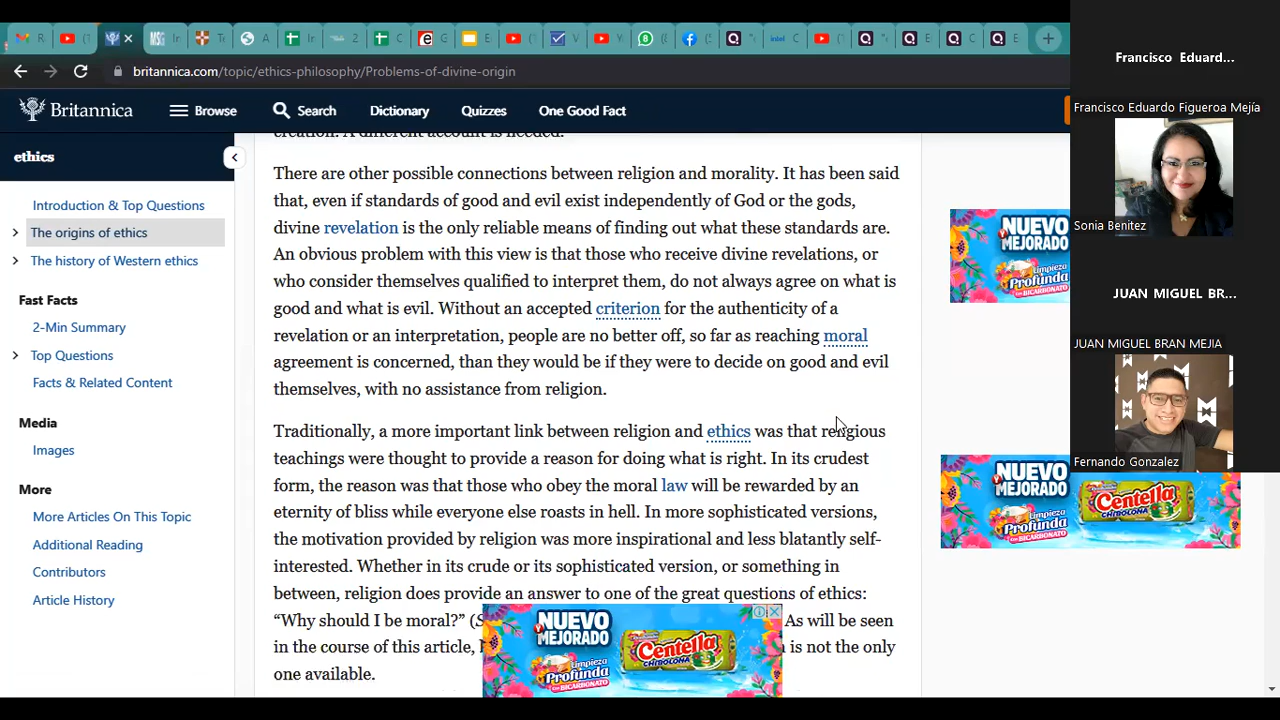 britannica.com/topic/ethics-philosophy/Problems-of-divine-origin
Britannica
Browse
Search
Dictionary
Quizzes
One Good Fact
ethics
Introduction & Top Questions
The origins of ethics
The history of Western ethics
Fast Facts
2-Min Summary
Top Questions
Facts & Related Content
Media
Images
More
More Articles On This Topic
Additional Reading
Contributors
Article History
creation. A different account is needed.
There are other possible connections between religion and morality. It has been said
that, even if standards of good and evil exist independently of God or the gods,
divine revelation is the only reliable means of finding out what these standards are.
An obvious problem with this view is that those who receive divine revelations, or
who consider themselves qualified to interpret them, do not always agree on what is
good and what is evil. Without an accepted criterion for the authenticity of a
revelation or an interpretation, people are no better off, so far as reaching moral
agreement is concerned, than they would be if they were to decide on good and evil
themselves, with no assistance from religion.
Traditionally, a more important link between religion and ethics was that religious
teachings were thought to provide a reason for doing what is right. In its crudest
form, the reason was that those who obey the moral law will be rewarded by an
eternity of bliss while everyone else roasts in hell. In more sophisticated versions,
the motivation provided by religion was more inspirational and less blatantly self-
interested. Whether in its crude or its sophisticated version, or something in
between, religion does provide an answer to one of the great questions of ethics:
“Why should I be moral?” (S As will be seen
in the course of this article, is not the only
one available.
NUEVO
MEJORADO
Centella
CHIBOLONA
Limpieza
Profunda
con BICARBONATO
NUEVO
MEJORADO
Limpieza
Profunda
con BICARBONATO
NUEVO
MEJORADO
Centella
CHIBOLONA
Limpieza
Profunda
con BICARBONATO
Francisco Eduard...
Francisco Eduardo Figueroa Mejía
Sonia Benitez
JUAN MIGUEL BR...
JUAN MIGUEL BRAN MEJIA
Fernando Gonzalez